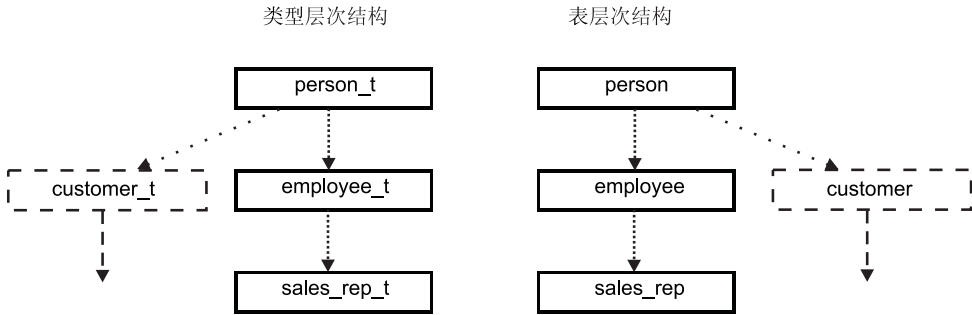 类型层次结构 表层次结构
person_t person
customer_t employee_t employee customer
sales_rep_t sales_rep